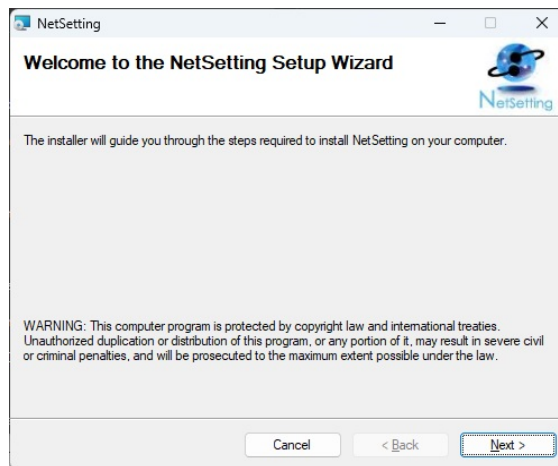 NetSetting
Welcome to the NetSetting Setup Wizard
NetSetting
The installer will guide you through the steps required to install NetSetting on your computer.
WARNING: This computer program is protected by copyright law and international treaties.
Unauthorized duplication or distribution of this program, or any portion of it, may result in severe civil
or criminal penalties, and will be prosecuted to the maximum extent possible under the law.
Cancel < Back Next >